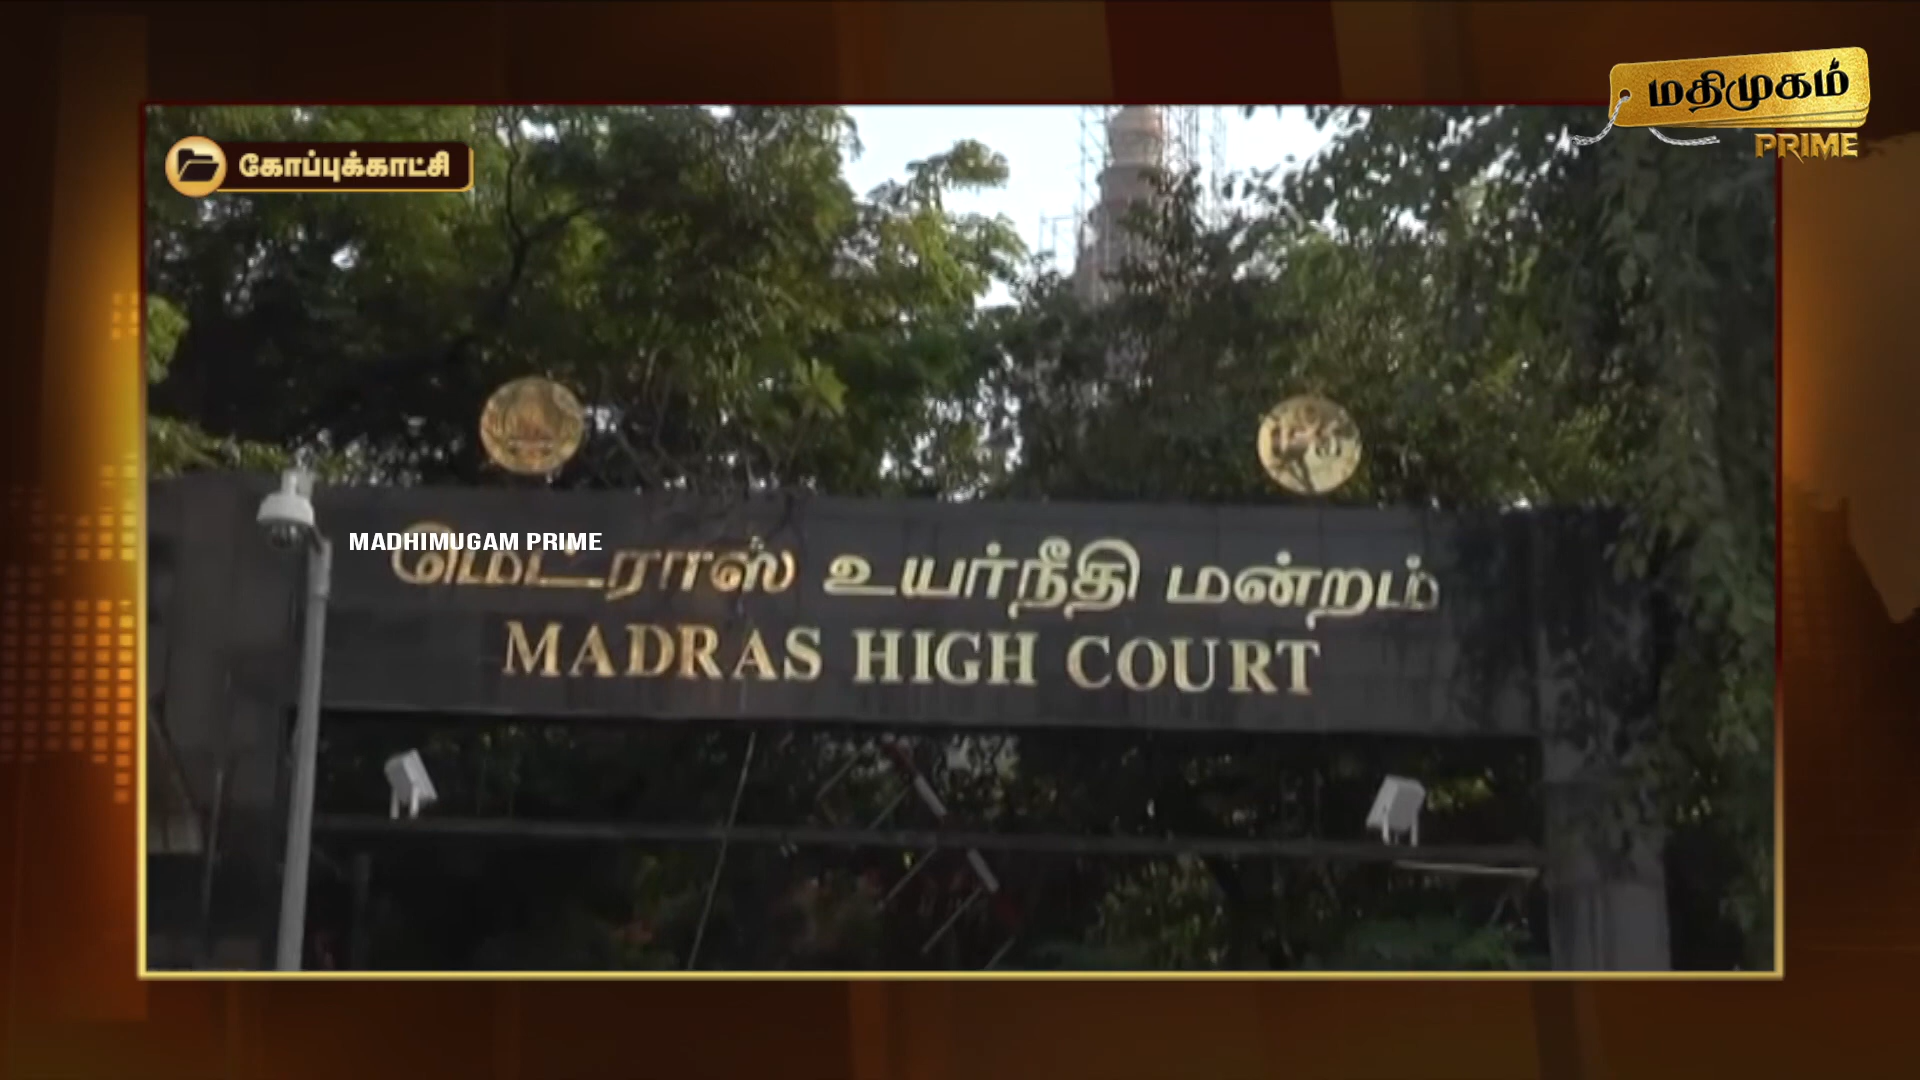 மதிமுகம்
PRIME
கோப்புக்காட்சி
MADHIMUGAM PRIME
மெட்ராஸ் உயர்நீதி மன்றம்
MADRAS HIGH COURT